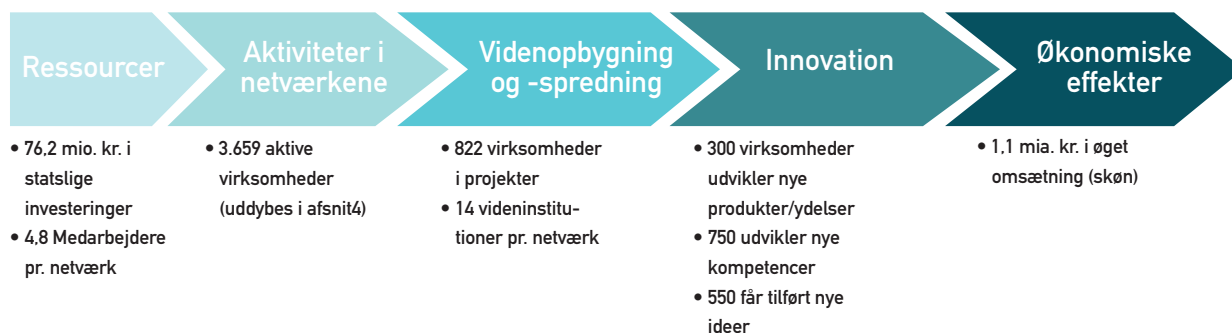 Ressourcer
Aktiviteter i
netværkene
Videnopbygning
og -spredning
Innovation
Økonomiske
effekter
• 76,2 mio. kr. i
statslige
investeringer
• 4,8 Medarbejdere
pr. netværk
• 3.659 aktive
virksomheder
(uddybes i afsnit4)
• 822 virksomheder
i projekter
• 14 videninstitu-
tioner pr. netværk
• 300 virksomheder
udvikler nye
produkter/ydelser
• 750 udvikler nye
kompetencer
• 550 får tilført nye
ideer
• 1,1 mia. kr. i øget
omsætning (skøn)